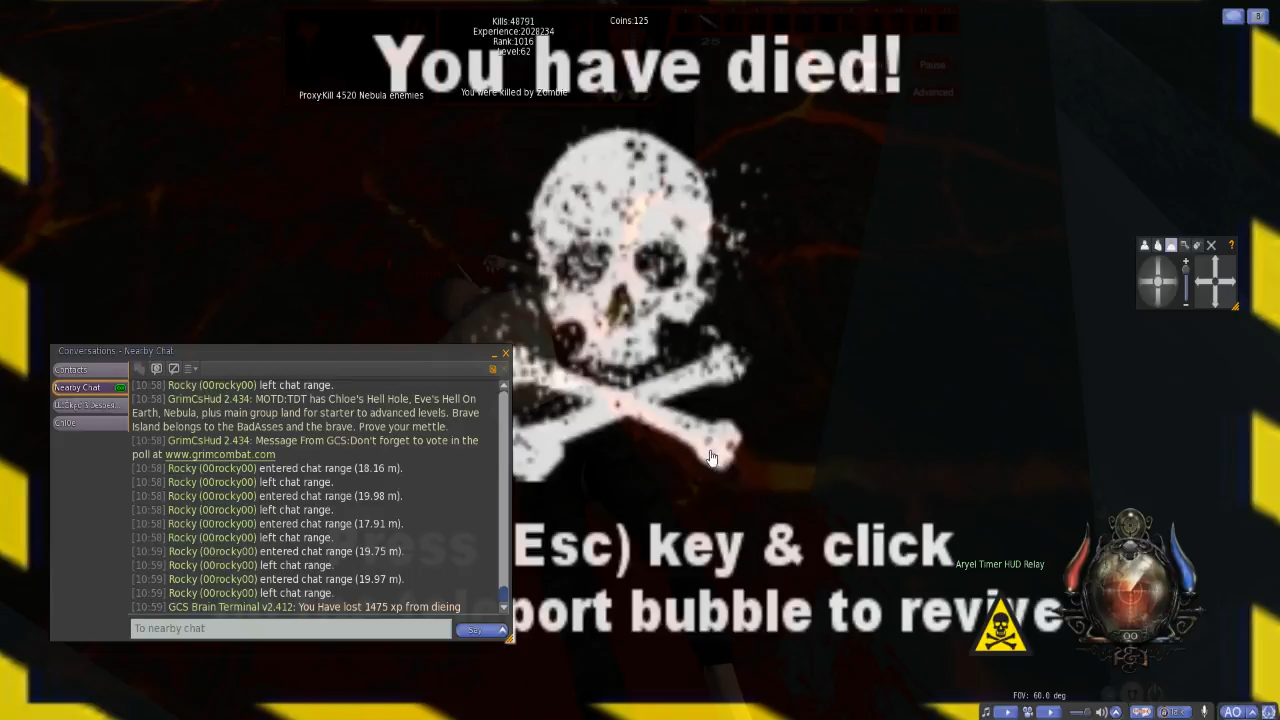 Kills:48791
Coins:125
Experience:2028234
Rank:1016
Level:62
You have died!
Pause
You were killed by Zombie
Advanced
Proxy:Kill 4520 Nebula enemies
Conversations - Nearby Chat
Contacts
Nearby Chat
Chloe
[10:58] Rocky (00rocky00) left chat range.
[10:58] GrimCsHud 2.434: MOTD:TDT has Chloe's Hell Hole, Eve's Hell On
Earth, Nebula, plus main group land for starter to advanced levels. Brave
Island belongs to the BadAsses and the brave. Prove your mettle.
[10:58] GrimCsHud 2.434: Message From GCS:Don't forget to vote in the
poll at www.grimcombat.com
[10:58] Rocky (00rocky00) entered chat range (18.16 m).
[10:58] Rocky (00rocky00) left chat range.
[10:58] Rocky (00rocky00) entered chat range (19.98 m).
[10:58] Rocky (00rocky00) left chat range.
[10:58] Rocky (00rocky00) entered chat range (17.91 m).
[10:58] Rocky (00rocky00) left chat range.
[10:59] Rocky (00rocky00) entered chat range (19.75 m).
[10:59] Rocky (00rocky00) left chat range.
[10:59] Rocky (00rocky00) entered chat range (19.97 m).
[10:59] Rocky (00rocky00) left chat range.
[10:59] GCS Brain Terminal v2.412: You Have lost 1475 xp from dieing
To nearby chat
Say
Press (Esc) key & click
port bubble to revive
Aryel Timer HUD Relay
FOV: 60.0 deg
AO